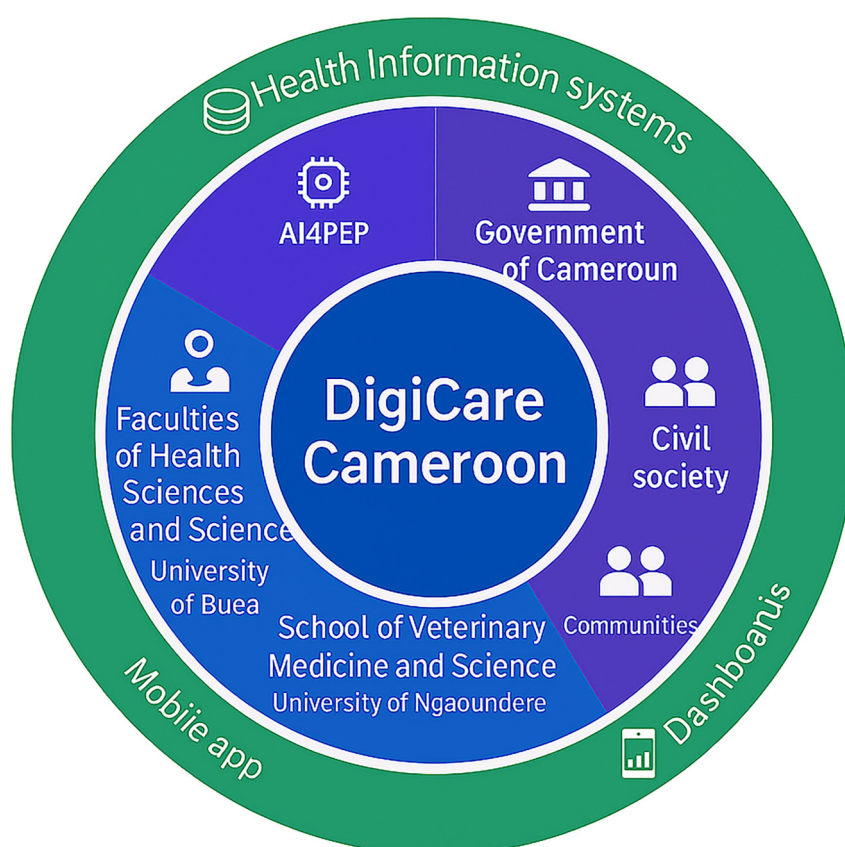 Health Information systems
AI4PEP
Government
of Cameroun
DigiCare
Cameroon
Civil
society
Communities
Faculties
of Health
Sciences
and Science
University
of Buea
School of Veterinary
Medicine and Science
University of Ngaoundere
Mobiie app
Dashboanis